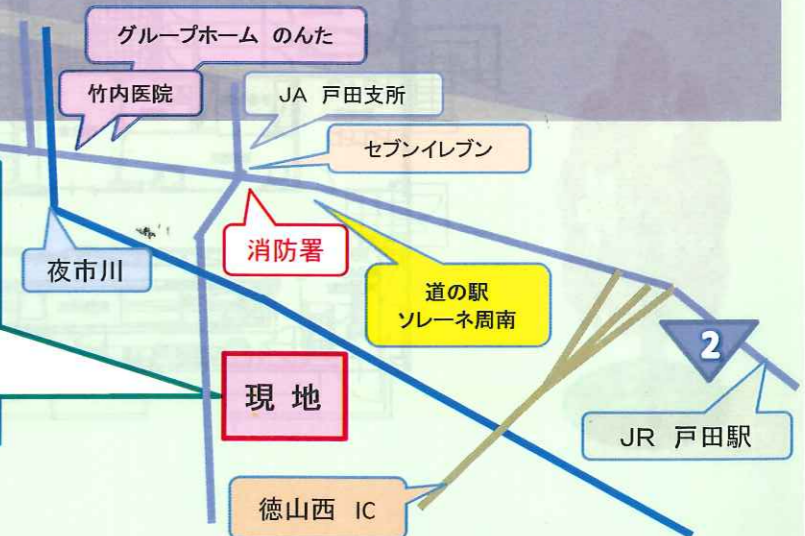 グループホーム のんた
竹内医院
JA 戸田支所
セブンイレブン
消防署
夜市川
道の駅
ソレーネ周南
2
現 地
JR 戸田駅
徳山西 IC